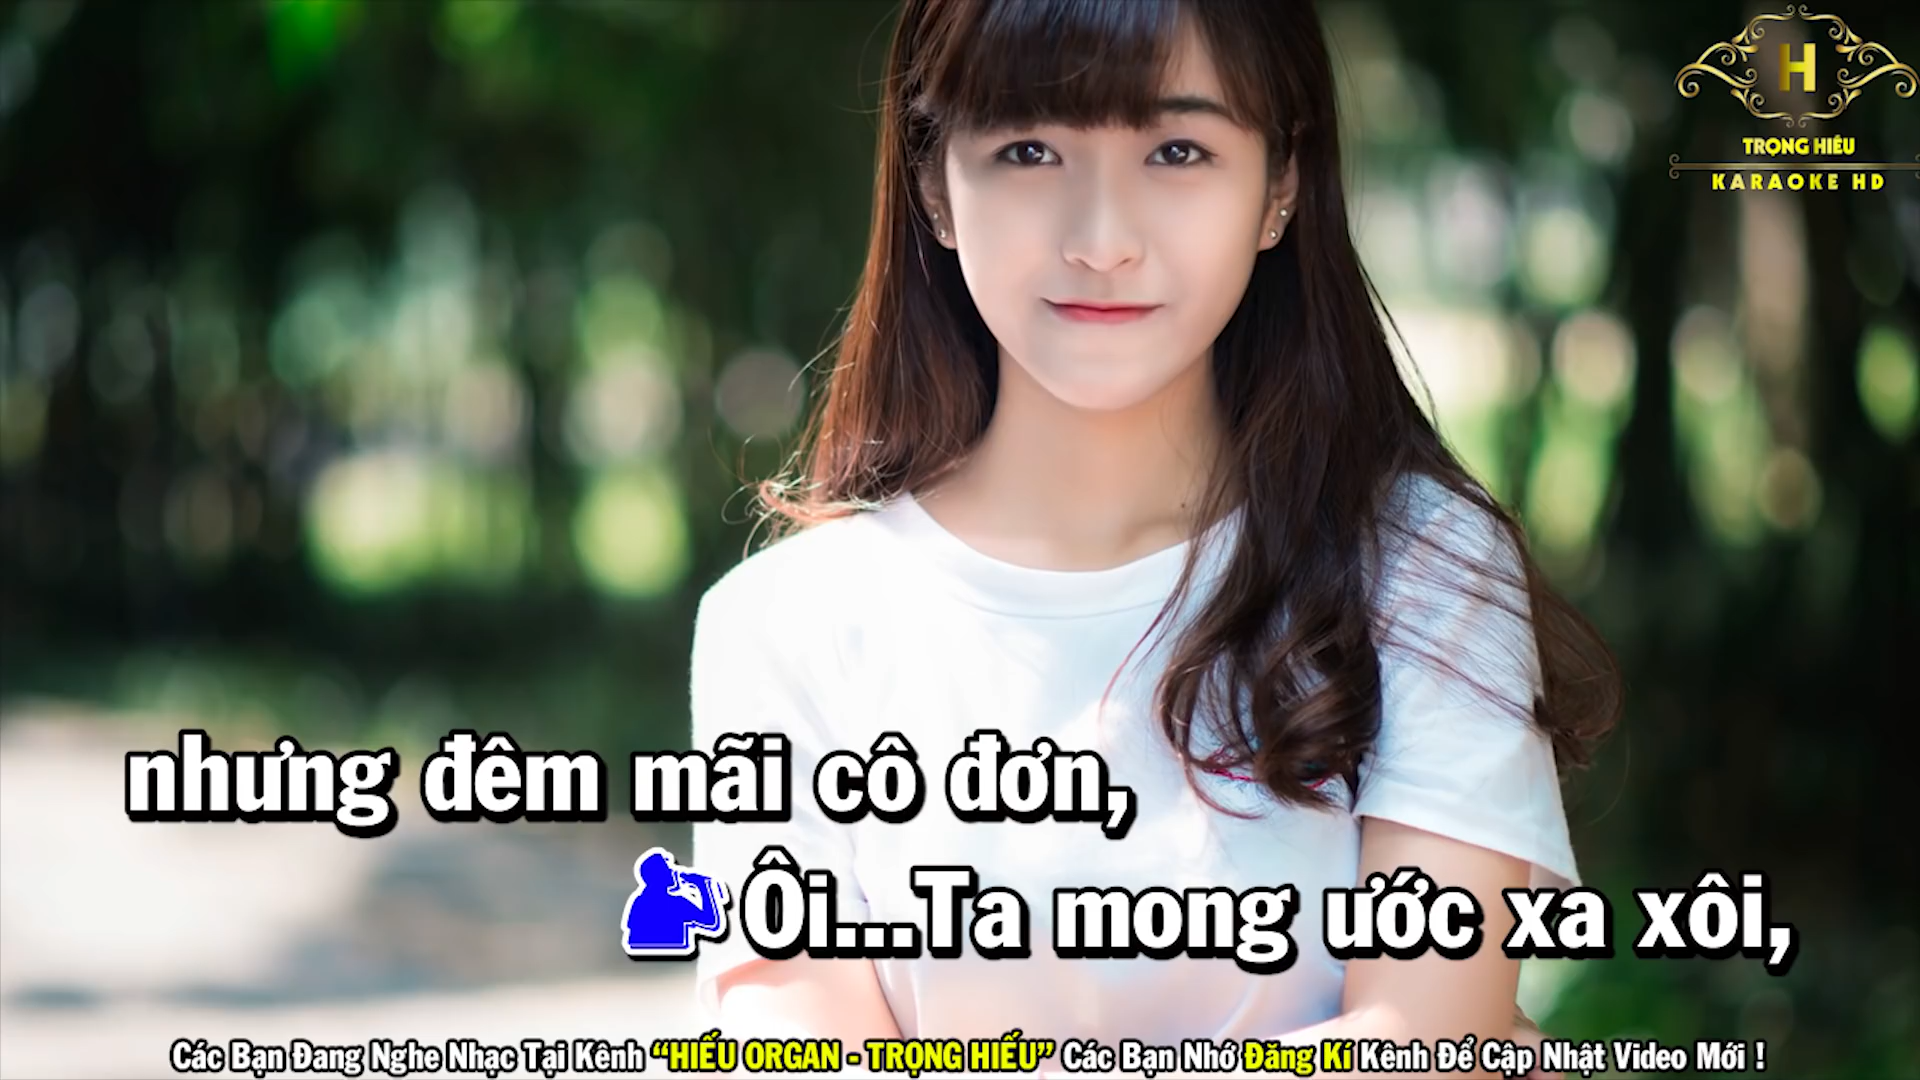 H
TRỌNG HIẾU
KARAOKE HD
nhưng đêm mãi cô đơn,
Ôi...Ta mong ước xa xôi,
Các Bạn Đang Nghe Nhạc Tại Kênh “HIẾU ORGAN - TRỌNG HIẾU” Các Bạn Nhớ Đăng Kí Kênh Để Cập Nhật Video Mới !